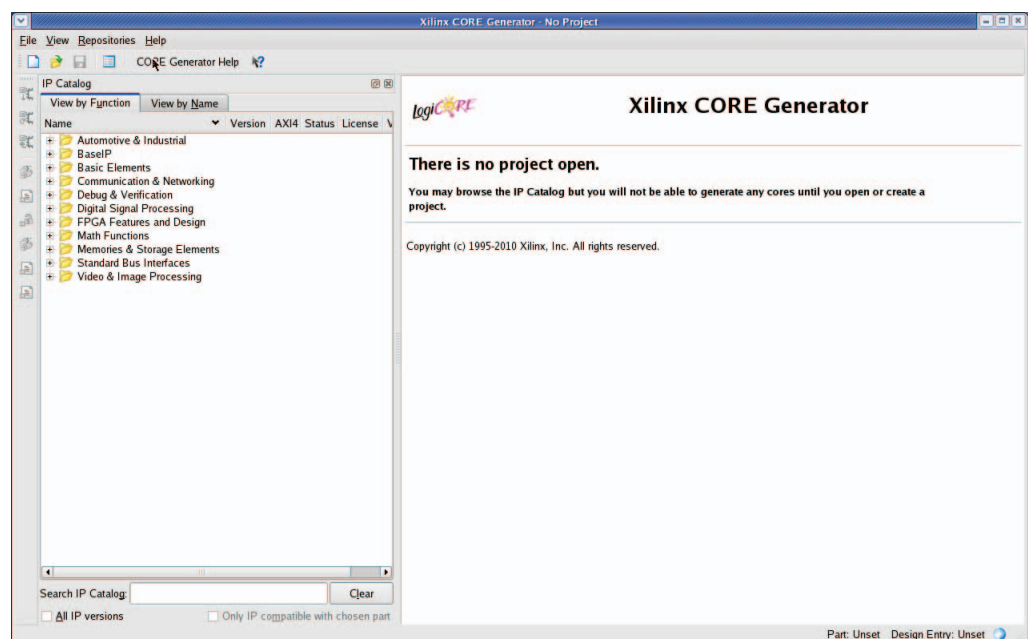 Xilinx CORE Generator - No Project
File View Repositories Help
CORE Generator Help
IP Catalog
View by Function View by Name
Name Version AXI4 Status License V
Automotive & Industrial
BaseIP
Basic Elements
Communication & Networking
Debug & Verification
Digital Signal Processing
FPGA Features and Design
Math Functions
Memories & Storage Elements
Standard Bus Interfaces
Video & Image Processing
Search IP Catalog: Clear
All IP versions Only IP compatible with chosen part
logiCORE Xilinx CORE Generator
There is no project open.
You may browse the IP Catalog but you will not be able to generate any cores until you open or create a
project.
Copyright (c) 1995-2010 Xilinx, Inc. All rights reserved.
Part: Unset Design Entry: Unset